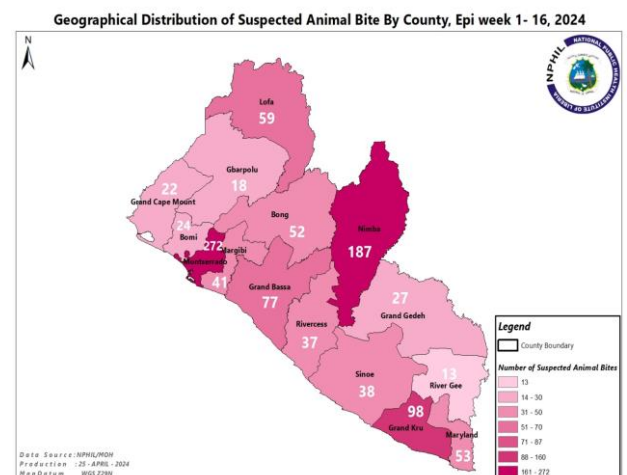 Geographical Distribution of Suspected Animal Bite By County, Epi week 1- 16, 2024
N
NPHIL
NATIONAL PUBLIC HEALTH
INSTITUTE OF LIBERIA
Lofa
59
Gbarpolu
18
22
Grand Cape Mount
24
Bomi
272
Montserrado
Margibi
41
Bong
52
Nimba
187
Grand Bassa
77
Rivercess
37
27
Grand Gedeh
Sinoe
38
13
River Gee
98
Grand Kru
Maryland
53
Legend
County Boundary
Number of Suspected Animal Bites
13
14 - 30
31 - 50
51 - 70
71 - 87
88 - 160
161 - 272
Data Source: NPHIL/MOH
Production : 25 - APRIL - 2024
Map Datum WGS Z29N